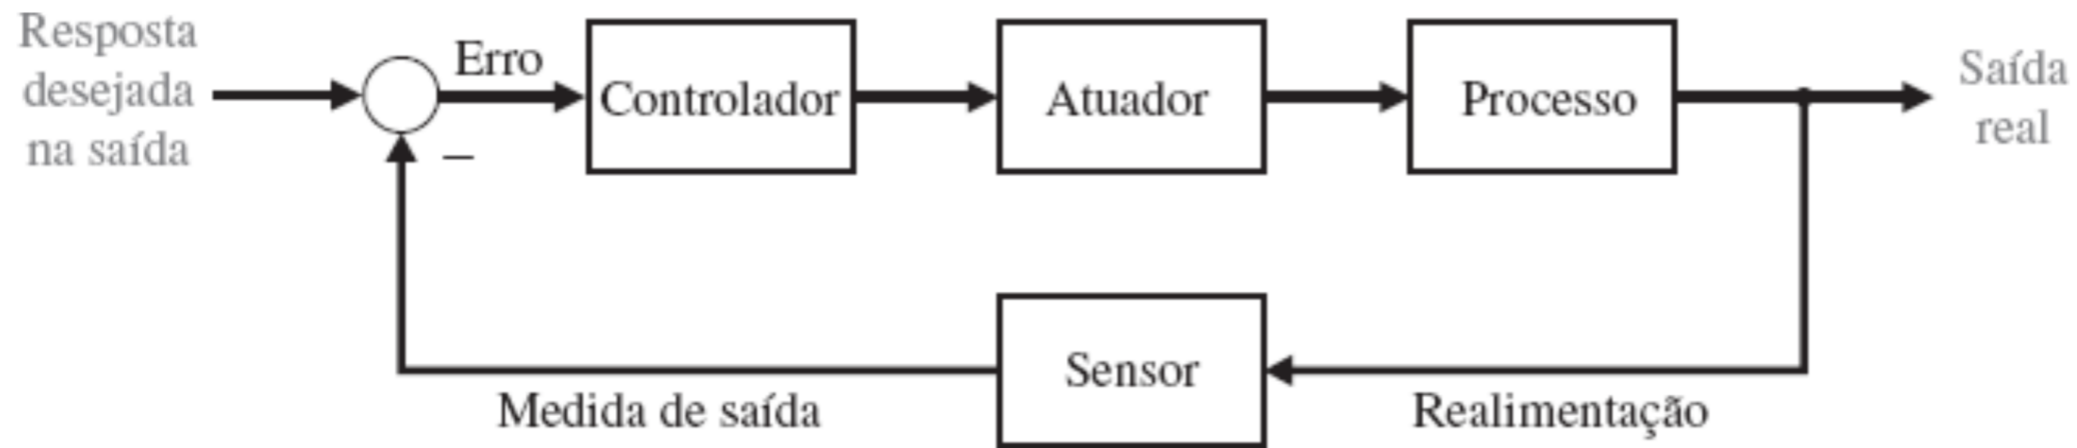 Resposta
desejada
na saída
Erro
−
Controlador
Atuador
Processo
Saída
real
Sensor
Medida de saída
Realimentação